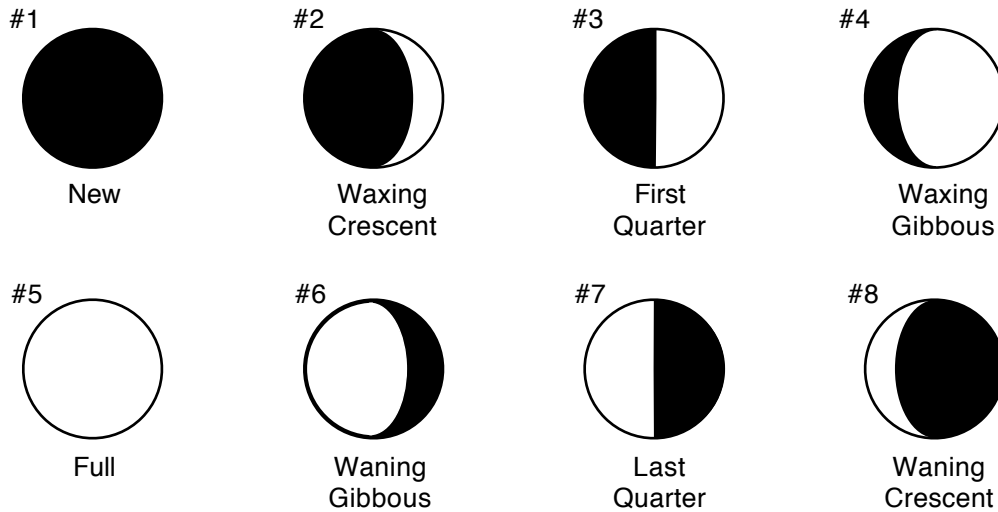 #1
#2
#3
#4
New
Waxing
Crescent
First
Quarter
Waxing
Gibbous
#5
#6
#7
#8
Full
Waning
Gibbous
Last
Quarter
Waning
Crescent